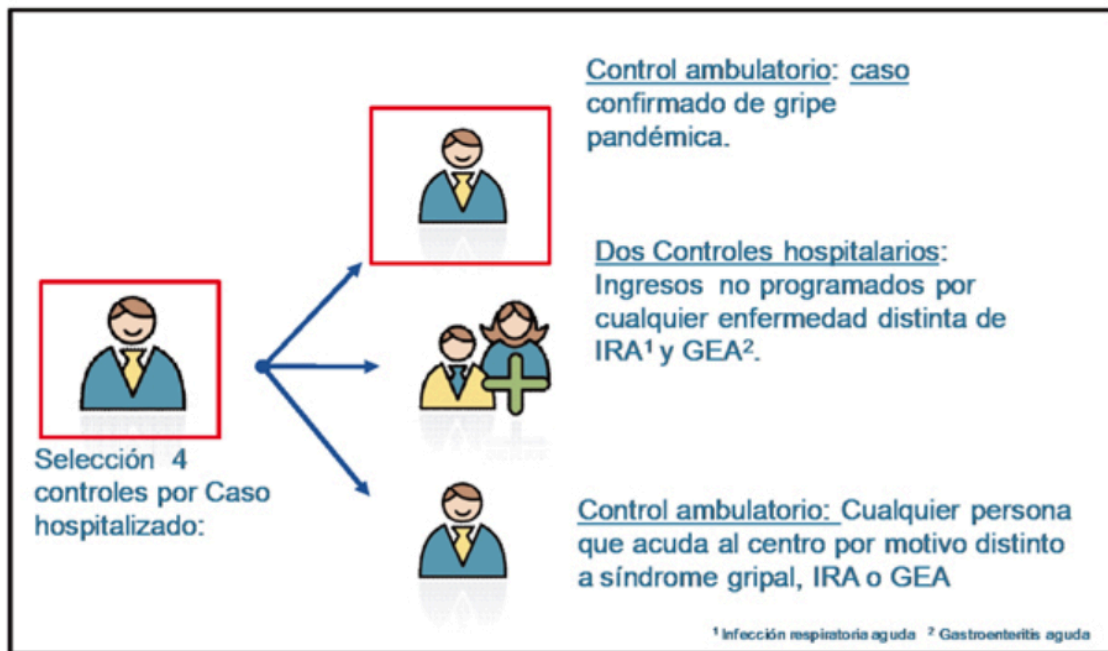 Control ambulatorio: caso
confirmado de gripe
pandémica.
Dos Controles hospitalarios:
Ingresos no programados por
cualquier enfermedad distinta de
IRA¹ y GEA².
Selección 4
controles por Caso
hospitalizado:
Control ambulatorio: Cualquier persona
que acuda al centro por motivo distinto
a síndrome gripal, IRA o GEA
¹ Infección respiratoria aguda ² Gastroenteritis aguda